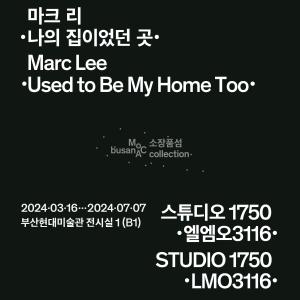 마크 리
•나의 집이었던 곳•
Marc Lee
•Used to Be My Home Too•
MoCA busan 소장품섬 collection
2024·03·16…2024·07·07
부산현대미술관 전시실 1 (B1)
스튜디오 1750
•엘엠오3116•
STUDIO 1750
•LMO3116•